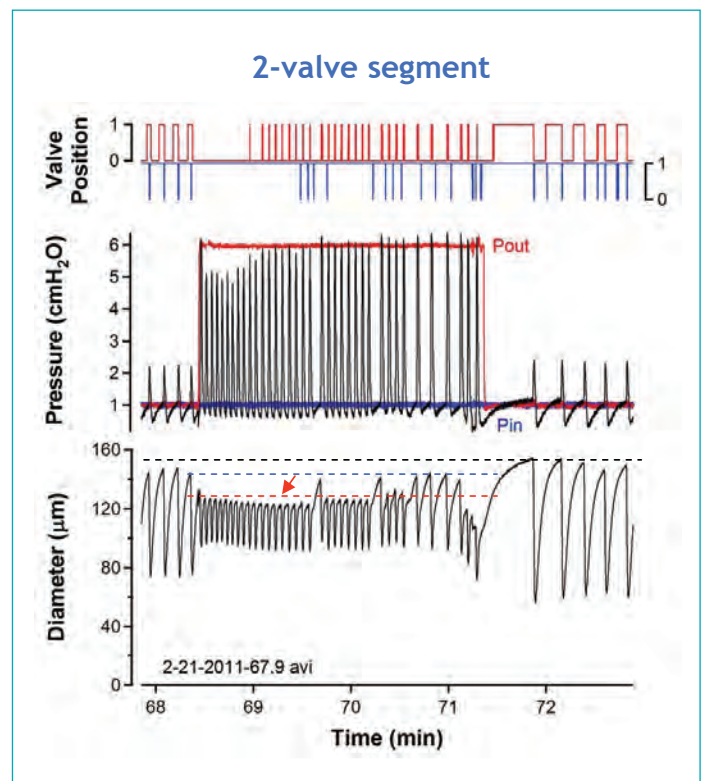 2-valve segment
Valve
Position
1
0
1
0
Pressure (cmH₂O)
6
5
4
3
2
1
Pout
Pin
Diameter (μm)
160
120
80
40
0
2-21-2011-67.9 avi
68 69 70 71 72
Time (min)